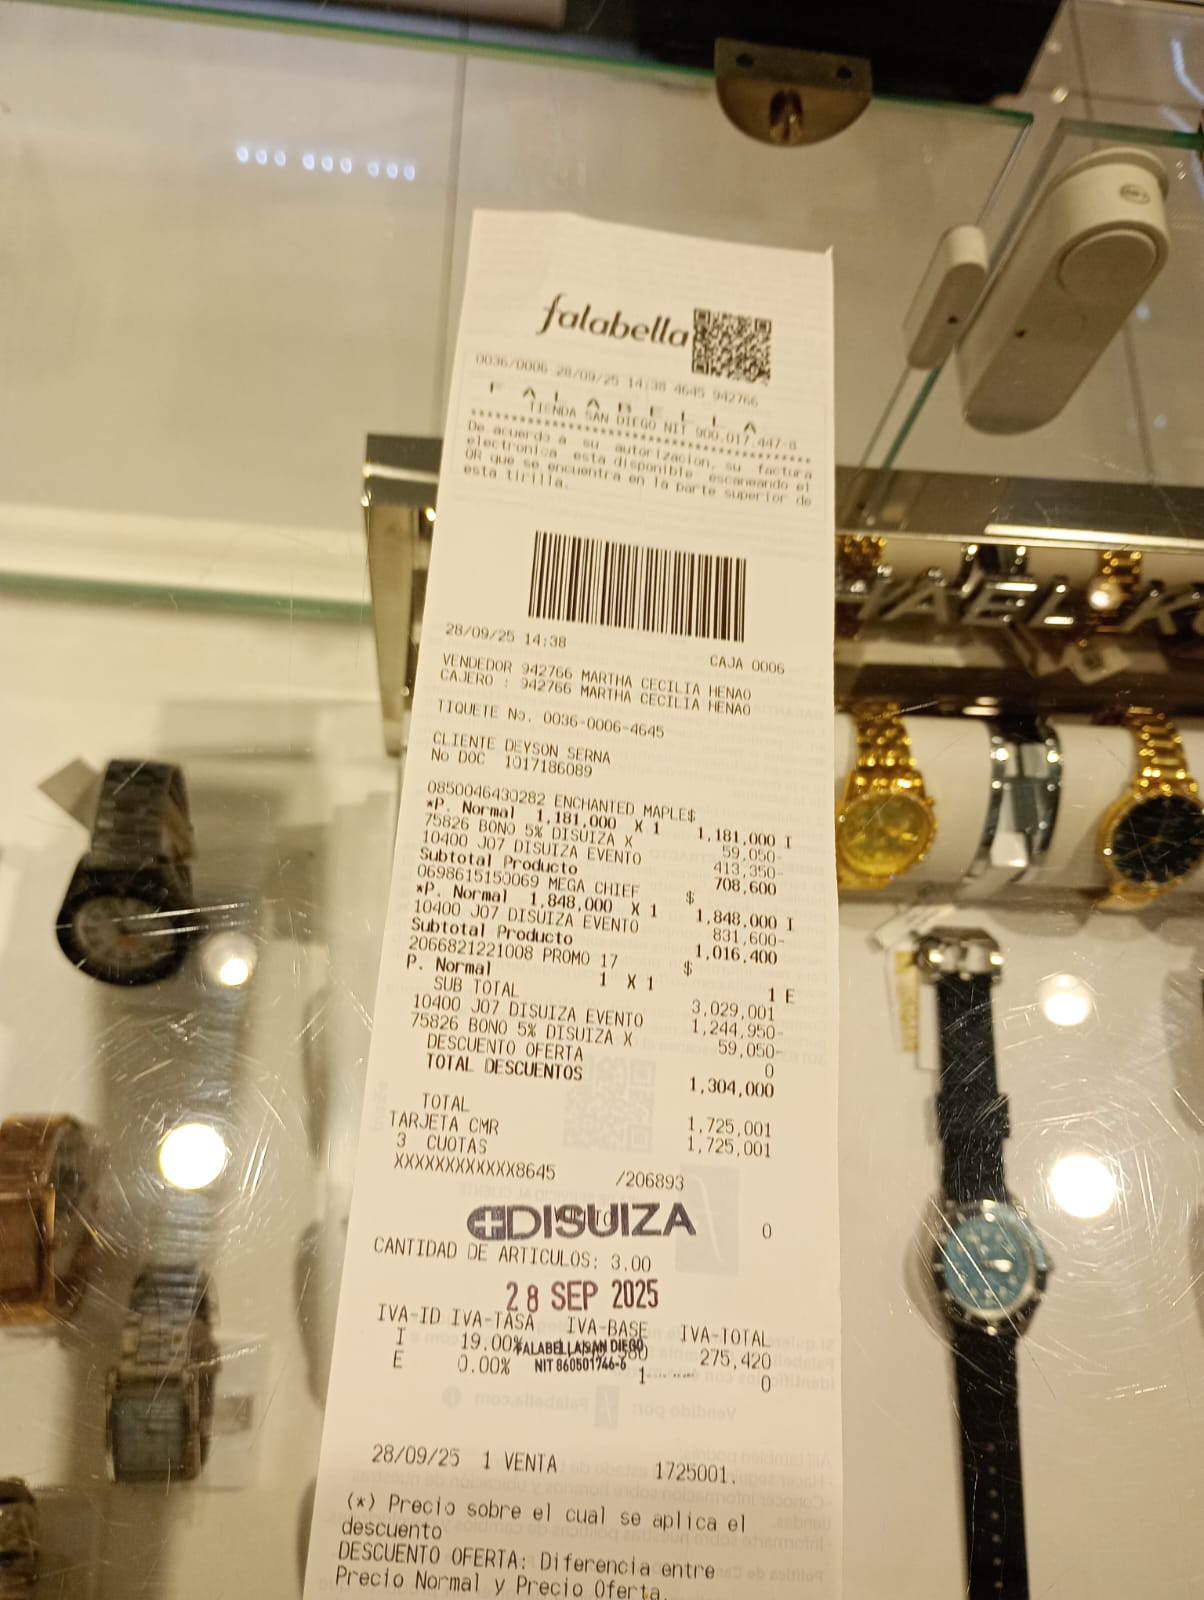 falabella
0036/0006 28/09/25 14:38 4645 942766
F A L A B E L L A
TIENDA SAN DIEGO NIT 900.017.447-8
De acuerdo a su autorizacion, su factura
electronica esta disponible escaneando el
QR que se encuentra en la parte superior de
esta tirilla.
28/09/25 14:38 CAJA 0006
VENDEDOR 942766 MARTHA CECILIA HENAO
CAJERO : 942766 MARTHA CECILIA HENAO
TIQUETE No. 0036-0006-4645
CLIENTE DEYSON SERNA
No DOC 1017186089
0850046430282 ENCHANTED MAPLE$
*P. Normal 1,181,000 X 1 1,181,000 I
75826 BONO 5% DISUIZA X 59,050-
10400 J07 DISUIZA EVENTO 413,350-
Subtotal Producto 708,600
0698615150069 MEGA CHIEF $
*P. Normal 1,848,000 X 1 1,848,000 I
10400 J07 DISUIZA EVENTO 831,600-
Subtotal Producto 1,016,400
2066821221008 PROMO 17 $
P. Normal 1 X 1 1 E
SUB TOTAL 3,029,001
10400 J07 DISUIZA EVENTO 1,244,950-
75826 BONO 5% DISUIZA X 59,050-
DESCUENTO OFERTA 0
TOTAL DESCUENTOS 1,304,000
TOTAL 1,725,001
TARJETA CMR 1,725,001
3 CUOTAS
XXXXXXXXXXXX8645 /206893
DISUIZA 0
CANTIDAD DE ARTICULOS: 3.00
28 SEP 2025
IVA-ID IVA-TASA IVA-BASE IVA-TOTAL
I 19.00% 275,420
FALABELLA SAN DIEGO
E 0.00% 1 0
NIT 860501746-6
28/09/25 1 VENTA 1725001.
(*) Precio sobre el cual se aplica el
descuento
DESCUENTO OFERTA: Diferencia entre
Precio Normal y Precio Oferta.